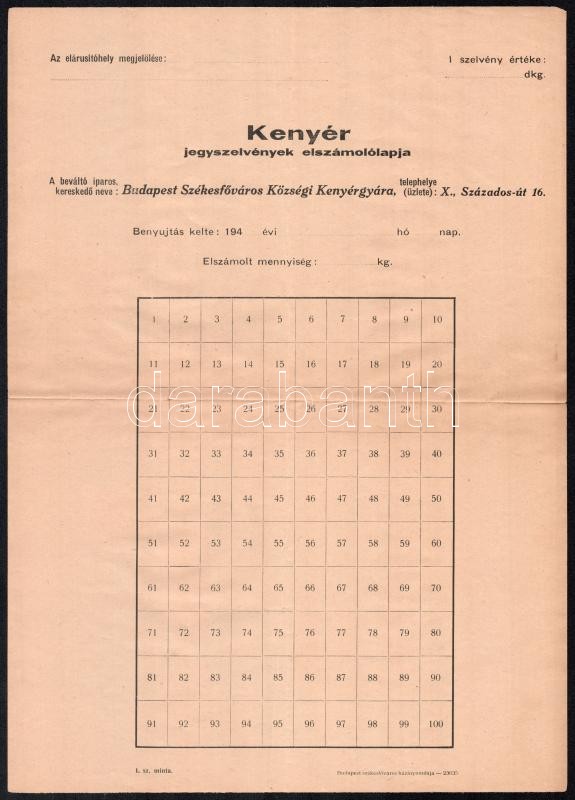 Az elárusítóhely megjelölése:
1 szelvény értéke:
dkg.
Kenyér
jegyszelvények elszámolólapja
A beváltó iparos, kereskedő neve: Budapest Székesfőváros Községi Kenyérgyára, telephelye (üzlete): X., Százados-út 16.
Benyujtás kelte: 194 évi hó nap.
Elszámolt mennyiség: kg.
1 2 3 4 5 6 7 8 9 10
11 12 13 14 15 16 17 18 19 20
darabanth
21 22 23 24 25 26 27 28 29 30
31 32 33 34 35 36 37 38 39 40
41 42 43 44 45 46 47 48 49 50
51 52 53 54 55 56 57 58 59 60
61 62 63 64 65 66 67 68 69 70
71 72 73 74 75 76 77 78 79 80
81 82 83 84 85 86 87 88 89 90
91 92 93 94 95 96 97 98 99 100
1. sz. minta.
Budapest székesfőváros házinyomdája — 23635